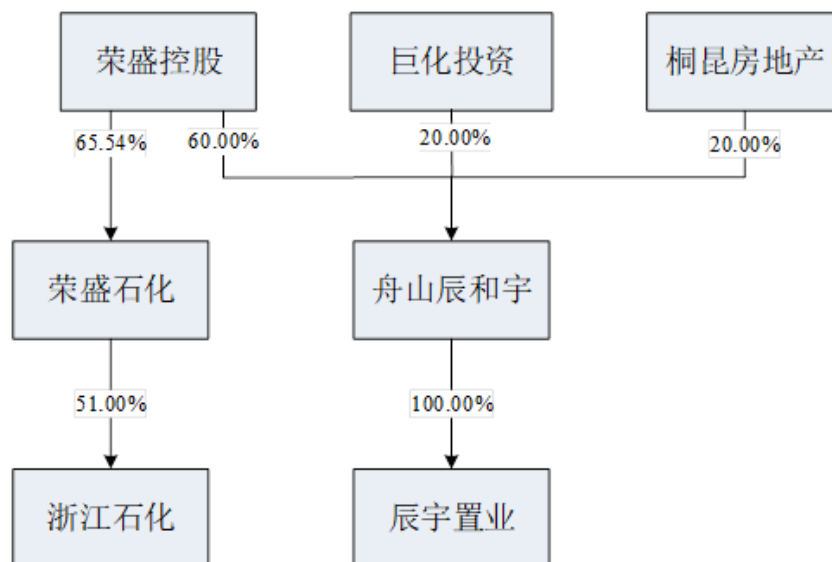 荣盛控股
巨化投资
桐昆房地产
65.54%
60.00%
20.00%
20.00%
荣盛石化
舟山辰和宇
51.00%
100.00%
浙江石化
辰宇置业